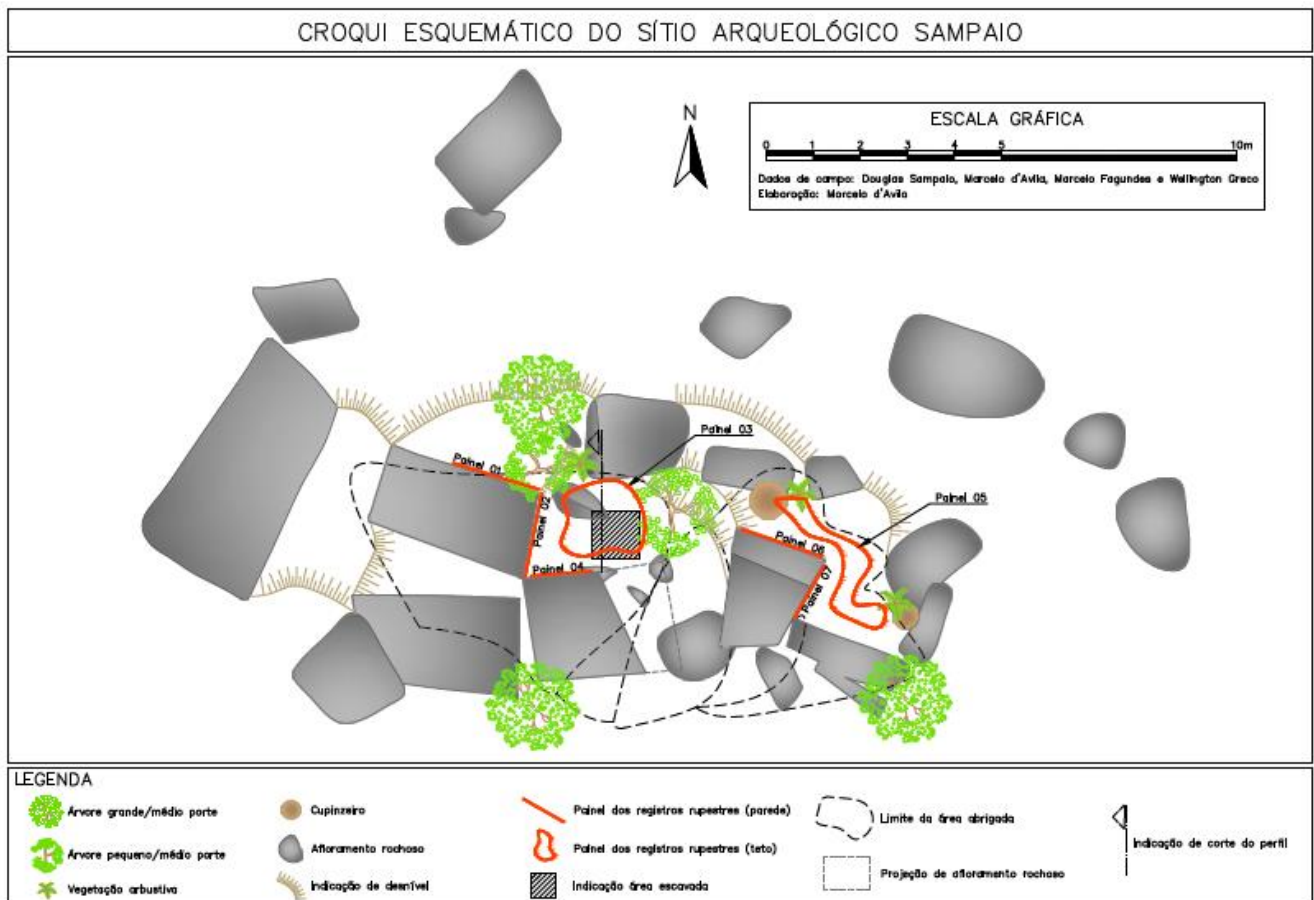 CROQUI ESQUEMÁTICO DO SÍTIO ARQUEOLÓGICO SAMPAIO
N
ESCALA GRÁFICA
0 1 2 3 4 5 10m
Dados de campo: Douglas Sampaio, Marcelo d'Avila, Marcelo Fagundes e Wellington Greco
Elaboração: Marcelo d'Avila
Painel 03
Painel 01
Painel 02
Painel 05
Painel 06
Painel 04
Painel 07
LEGENDA
Árvore grande/médio porte
Árvore pequeno/médio porte
Vegetação arbustiva
Cupinzeiro
Afloramento rochoso
Indicação de desnível
Painel dos registros rupestres (parede)
Painel dos registros rupestres (teto)
Indicação área escavada
Limite da área abrigada
Projeção de afloramento rochoso
Indicação de corte do perfil